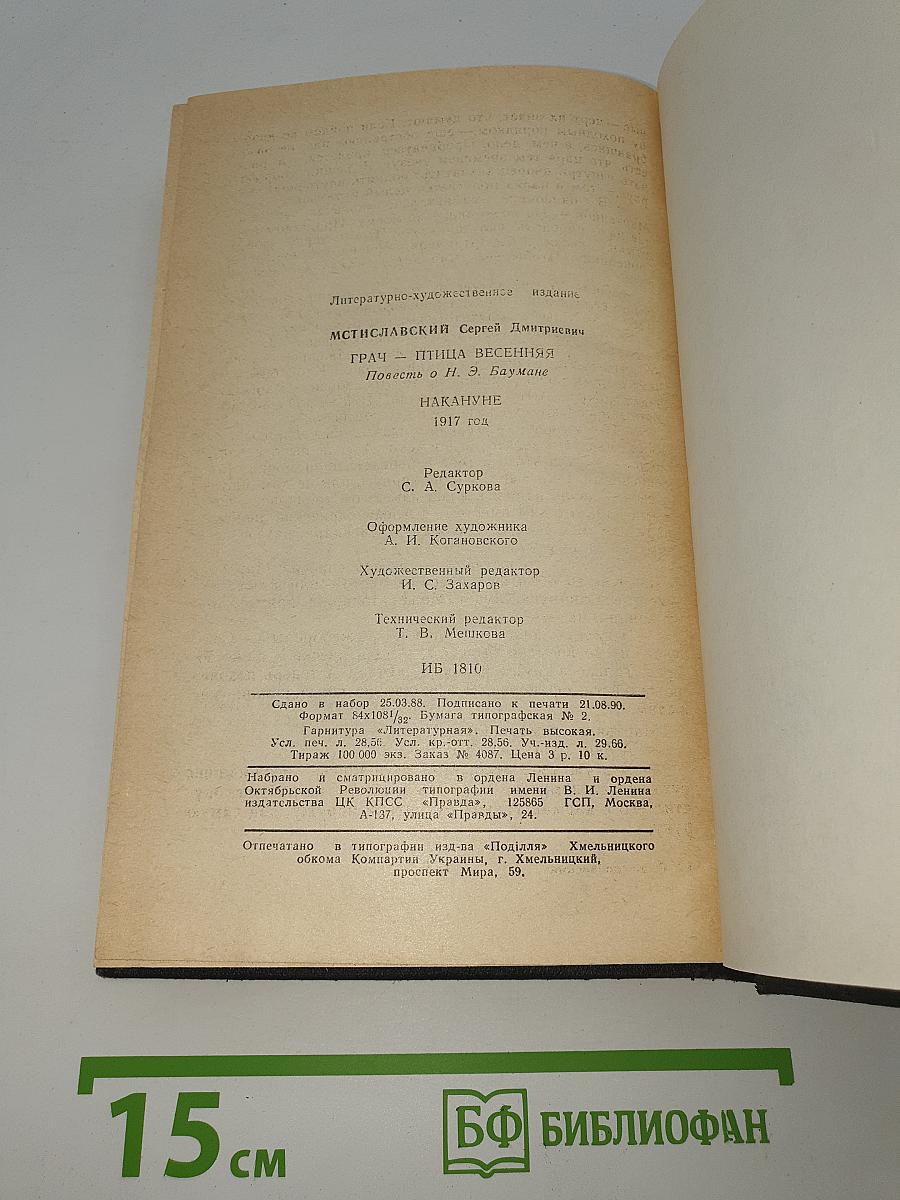 Литературно-художественное издание
МСТИСЛАВСКИЙ Сергей Дмитриевич
ГРАЧ — ПТИЦА ВЕСЕННЯЯ
Повесть о Н. Э. Баумане
НАКАНУНЕ
1917 год
Редактор
С. А. Суркова
Оформление художника
А. И. Когановского
Художественный редактор
И. С. Захаров
Технический редактор
Т. В. Мешкова
ИБ 1810
Сдано в набор 25.03.88. Подписано к печати 21.08.90.
Формат 84х108¹/₃₂. Бумага типографская № 2.
Гарнитура «Литературная». Печать высокая.
Усл. печ. л. 28,56. Усл. кр.-отт. 28,56. Уч.-изд. л. 29.66.
Тираж 100 000 экз. Заказ № 4087. Цена 3 р. 10 к.
Набрано и сматрицировано в ордена Ленина и ордена
Октябрьской Революции типографии имени В. И. Ленина
издательства ЦК КПСС «Правда», 125865 ГСП, Москва,
А-137, улица «Правды», 24.
Отпечатано в типографии изд-ва «Поділля» Хмельницкого
обкома Компартии Украины, г. Хмельницкий,
проспект Мира, 59.
15 см
БФ БИБЛИОФАН